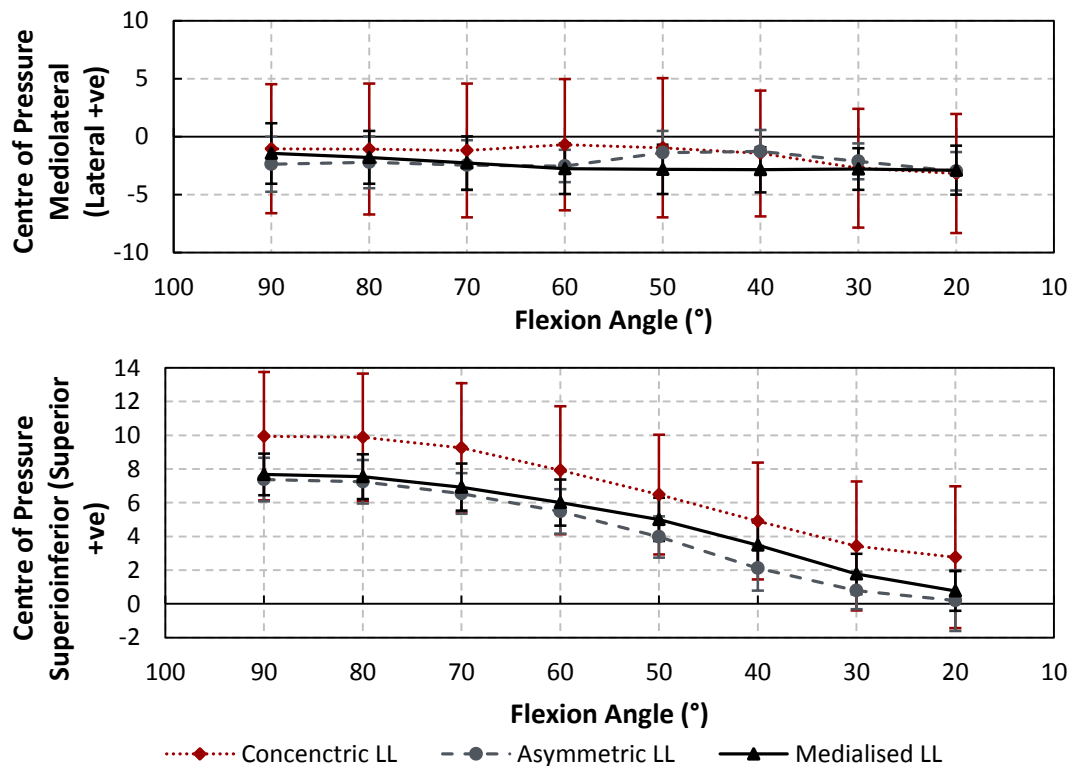 Centre of Pressure
Mediolateral
(Lateral +ve)
10
5
0
-5
-10
100 90 80 70 60 50 40 30 20 10
Flexion Angle (°)
Centre of Pressure
Superioinferior (Superior
+ve)
14
12
10
8
6
4
2
0
-2
100 90 80 70 60 50 40 30 20 10
Flexion Angle (°)
Concenctric LL Asymmetric LL Medialised LL